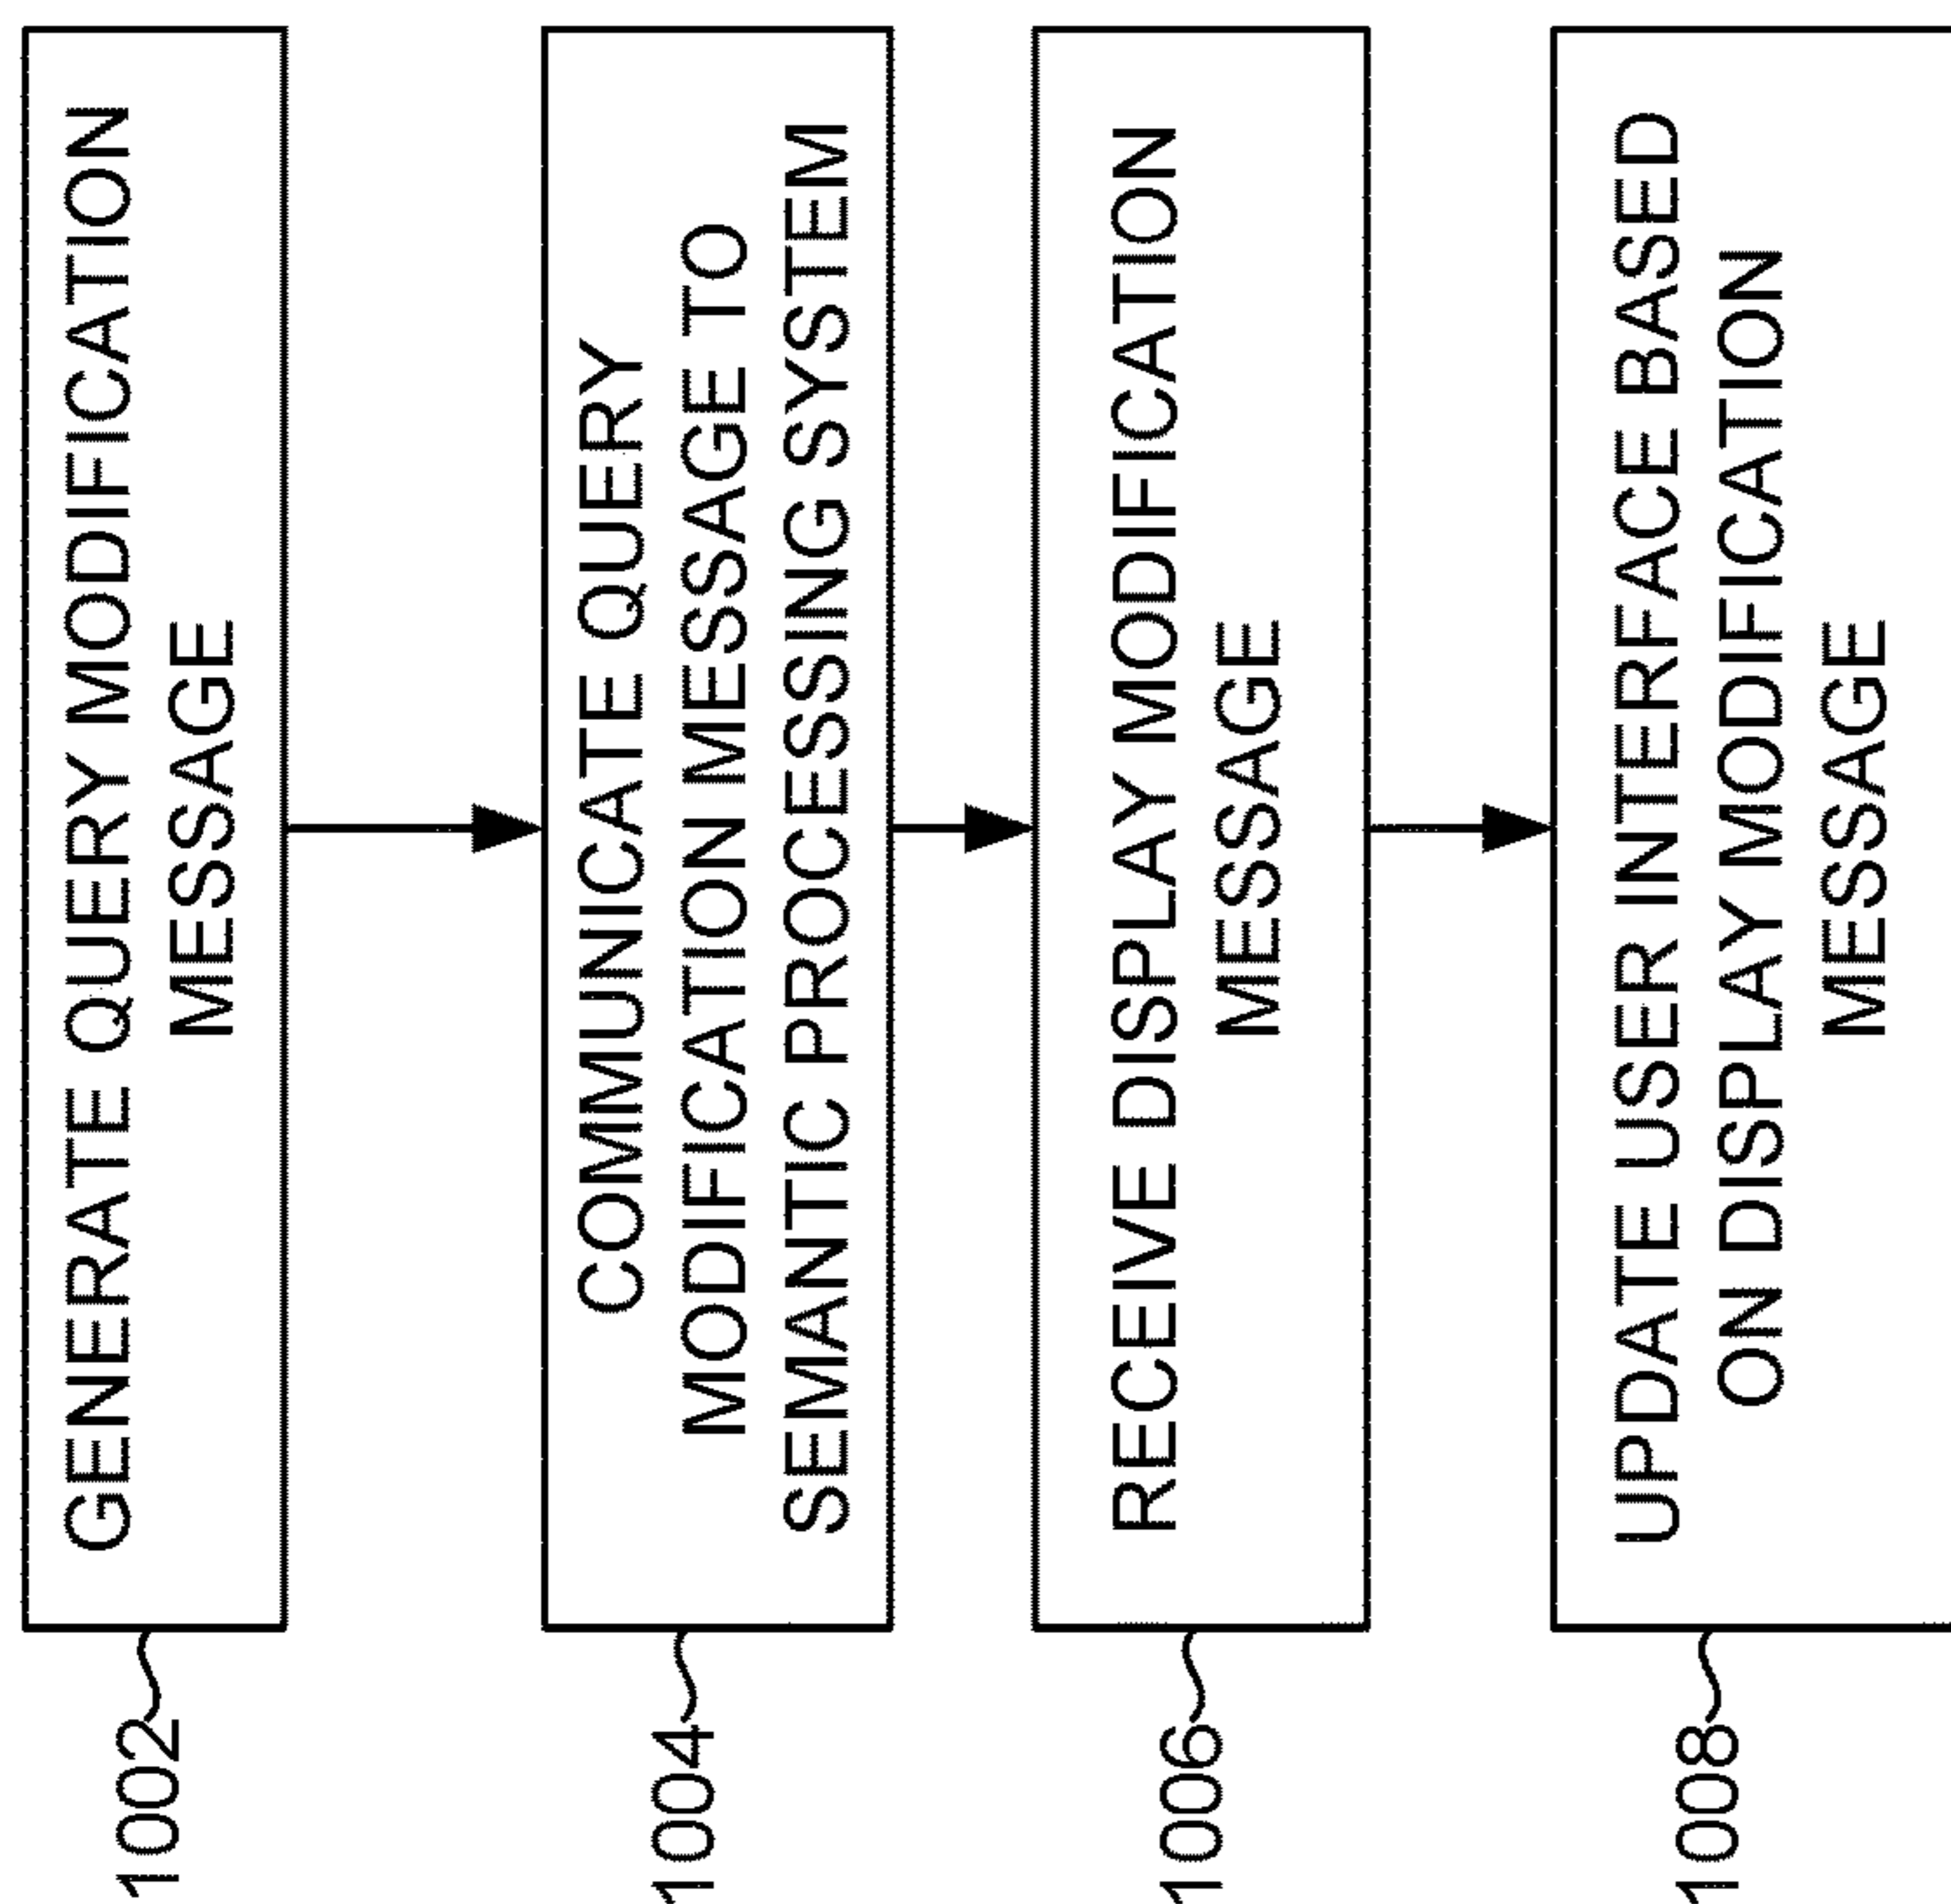 GENERATE QUERY MODIFICATION
MESSAGE
1002
COMMUNICATE QUERY
MODIFICATION MESSAGE TO
SEMANTIC PROCESSING SYSTEM
1004
RECEIVE DISPLAY MODIFICATION
MESSAGE
1006
UPDATE USER INTERFACE BASED
ON DISPLAY MODIFICATION
MESSAGE
1008